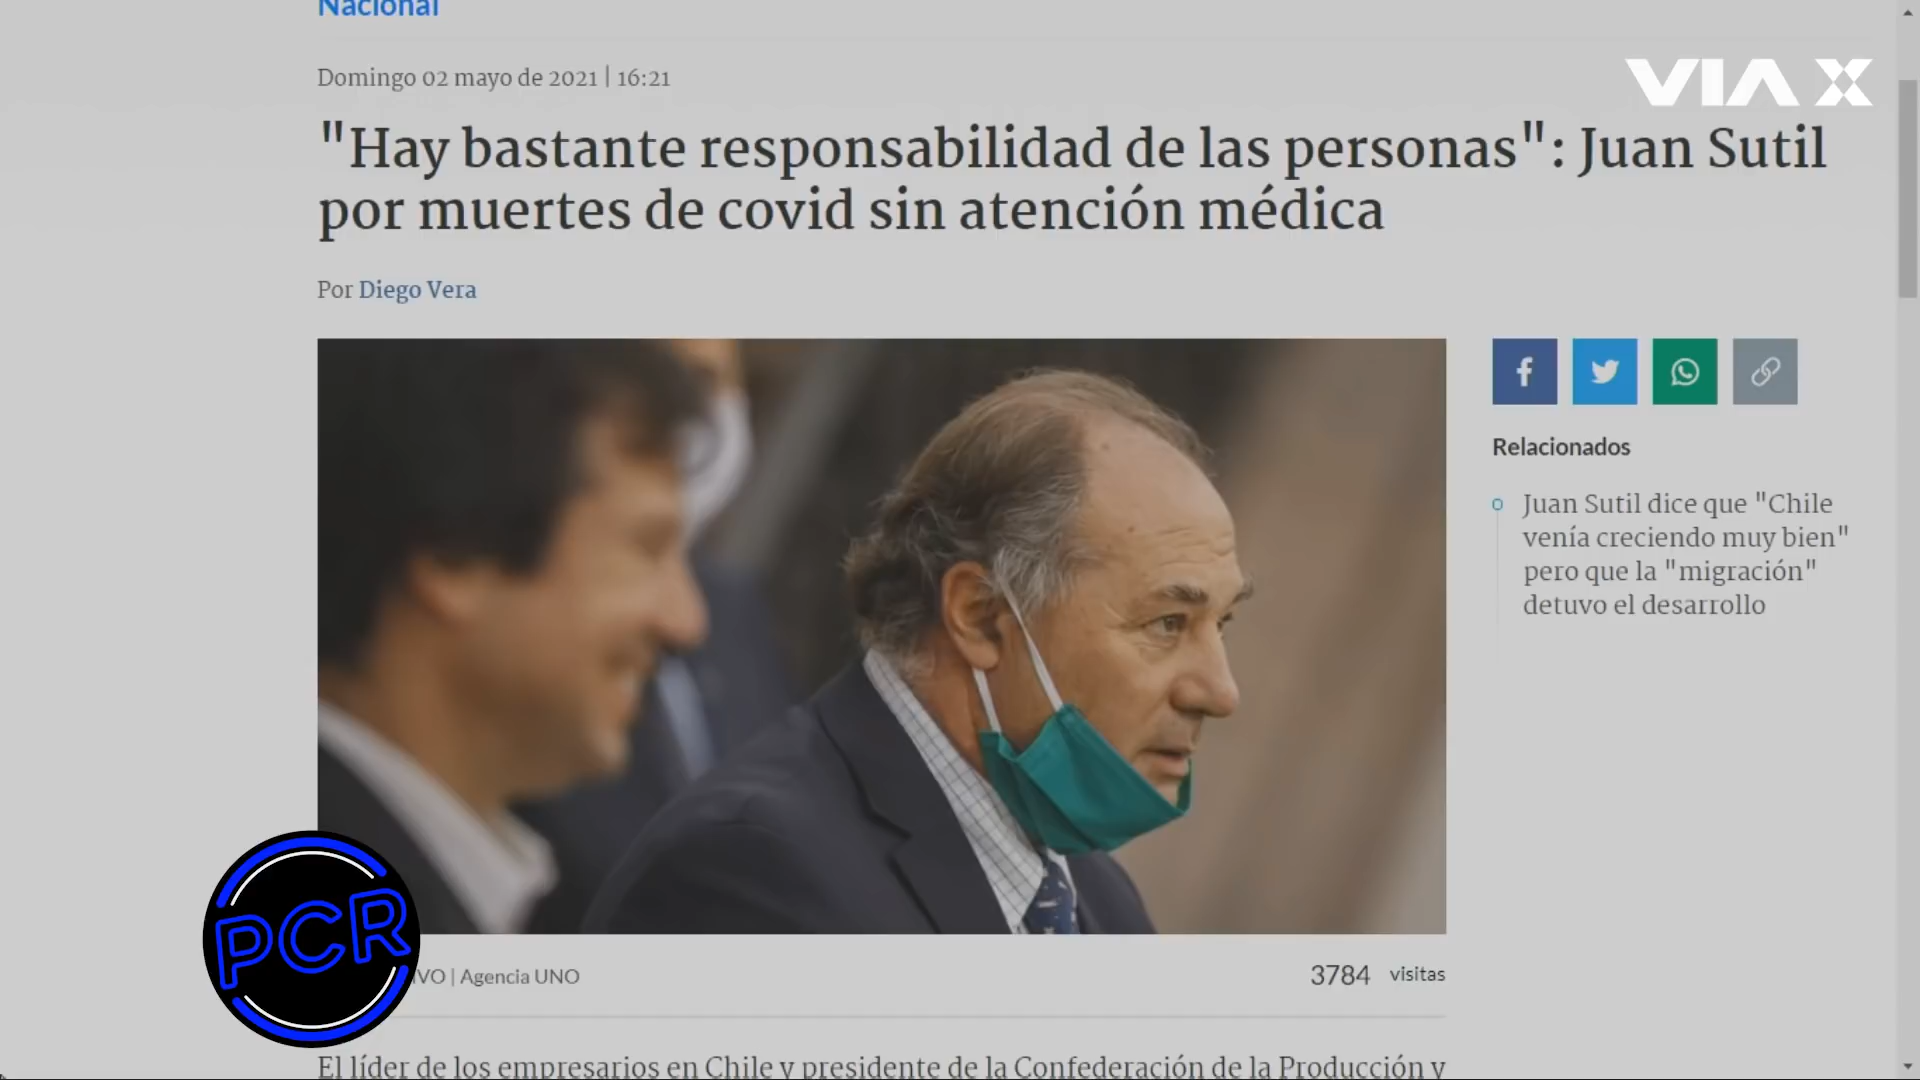 Nacional
VIA X
Domingo 02 mayo de 2021 | 16:21
"Hay bastante responsabilidad de las personas": Juan Sutil
por muertes de covid sin atención médica
Por Diego Vera
Relacionados
Juan Sutil dice que "Chile
venía creciendo muy bien"
pero que la "migración"
detuvo el desarrollo
PCR
IVO | Agencia UNO
3784 visitas
El líder de los empresarios en Chile y presidente de la Confederación de la Producción y